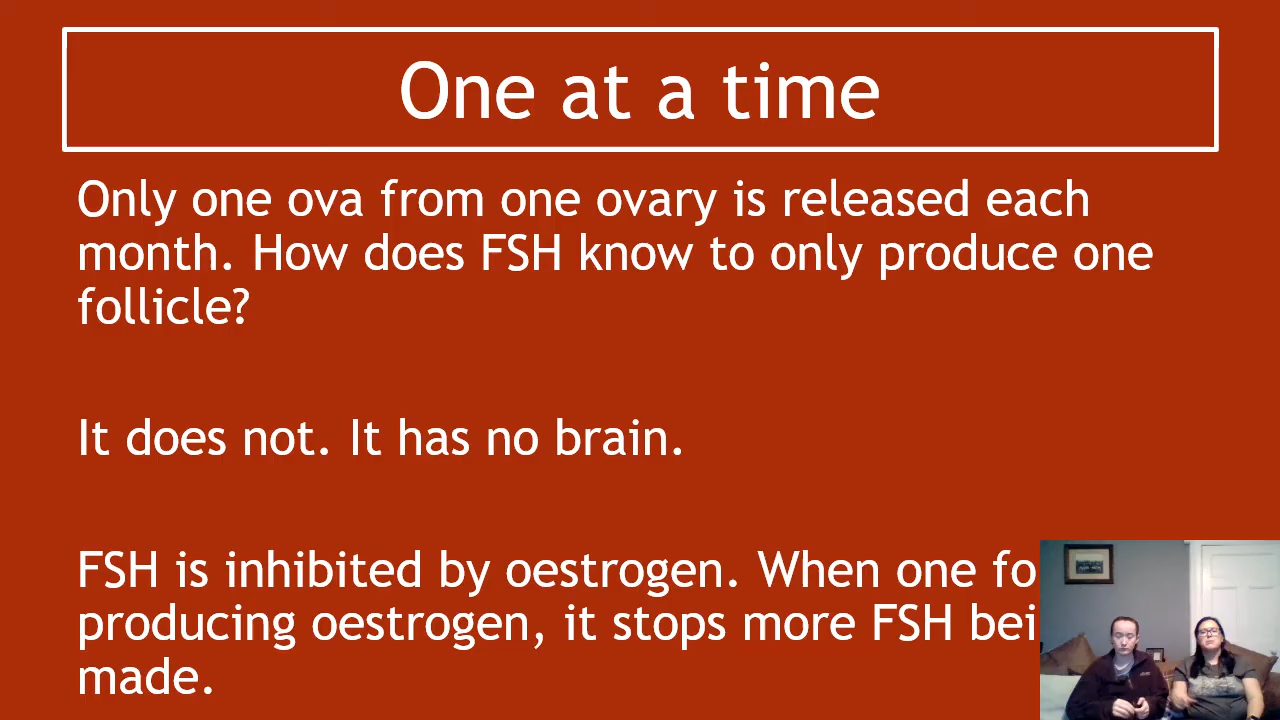 One at a time
Only one ova from one ovary is released each
month. How does FSH know to only produce one
follicle?
It does not. It has no brain.
FSH is inhibited by oestrogen. When one fo
producing oestrogen, it stops more FSH bei
made.